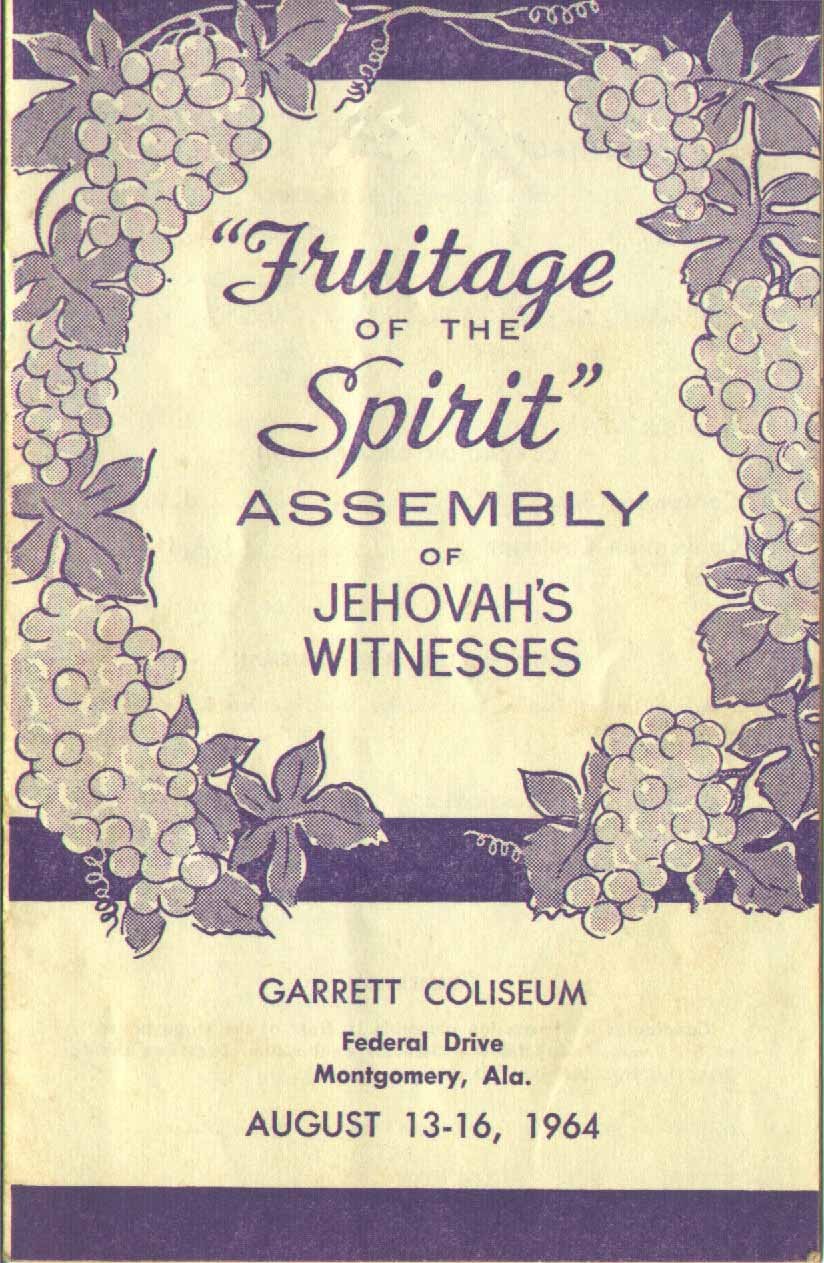 "Fruitage
OF THE
Spirit"
ASSEMBLY
OF
JEHOVAH'S
WITNESSES
GARRETT COLISEUM
Federal Drive
Montgomery, Ala.
AUGUST 13-16, 1964